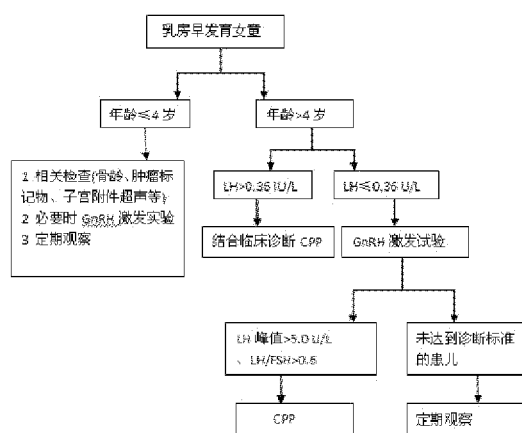 乳房早发育女童
年龄≤4岁
年龄>4岁
1 相关检查(骨龄、肿瘤标
记物、子宫附件超声等)
2 必要时 GnRH 激发实验
3 定期观察
LH>0.36 IU/L
LH≤0.36 U/L
结合临床诊断 CPP
GnRH 激发试验
LH 峰值>5.0 U/L
、LH/FSH>0.6
未达到诊断标准
的患儿
CPP
定期观察